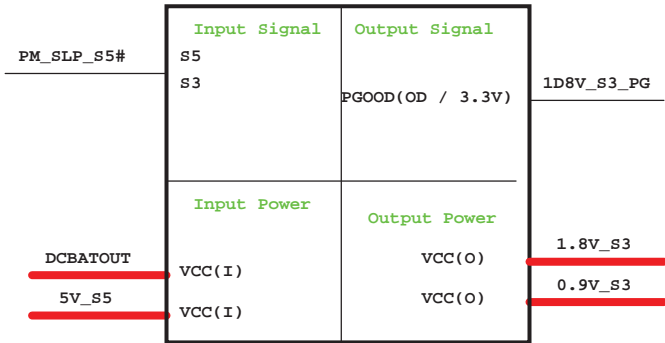 Input Signal Output Signal
PM_SLP_S5# S5
S3 1D8V_S3_PG
PGOOD(OD / 3.3V)
Input Power
Output Power
DCBATOUT VCC(I) VCC(O) 1.8V_S3
5V_S5 VCC(I) VCC(O) 0.9V_S3